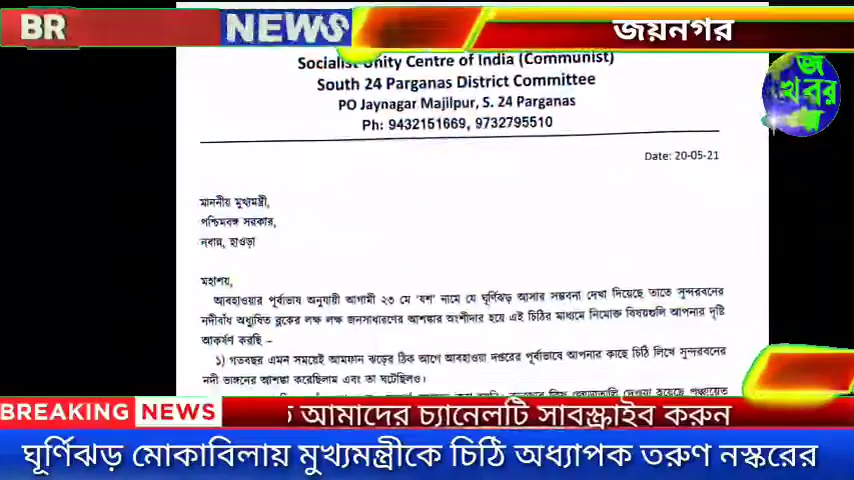 BR NEWS
জয়নগর
জ
খবর
Socialist Unity Centre of India (Communist)
South 24 Parganas District Committee
PO Jaynagar Majilpur, S. 24 Parganas
Ph: 9432151669, 9732795510
Date: 20-05-21
মাননীয় মুখ্যমন্ত্রী,
পশ্চিমবঙ্গ সরকার,
নবান্ন, হাওড়া
মহাশয়,
আবহাওয়ার পূর্বাভাষ অনুযায়ী আগামী ২৩ মে 'যশ' নামে যে ঘূর্ণিঝড় আসার সম্ভবনা দেখা দিয়েছে তাতে সুন্দরবনের
নদীবাঁধ অধ্যুষিত ব্লকের লক্ষ লক্ষ জনসাধারণের আশঙ্কার অংশীদার হয়ে এই চিঠির মাধ্যমে নিমোক্ত বিষয়গুলি আপনার দৃষ্টি
আকর্ষণ করছি –
১) গতবছর এমন সময়েই আমফান ঝড়ের ঠিক আগে আবহাওয়া দপ্তরের পূর্বাভাষে আপনার কাছে চিঠি লিখে সুন্দরবনের
নদী ভাঙ্গনের আশঙ্কা করেছিলাম এবং তা ঘটেছিলও।
BREAKING NEWS
আমাদের চ্যানেলটি সাবস্ক্রাইব করুন
ঘূর্ণিঝড় মোকাবিলায় মুখ্যমন্ত্রীকে চিঠি অধ্যাপক তরুণ নস্করের